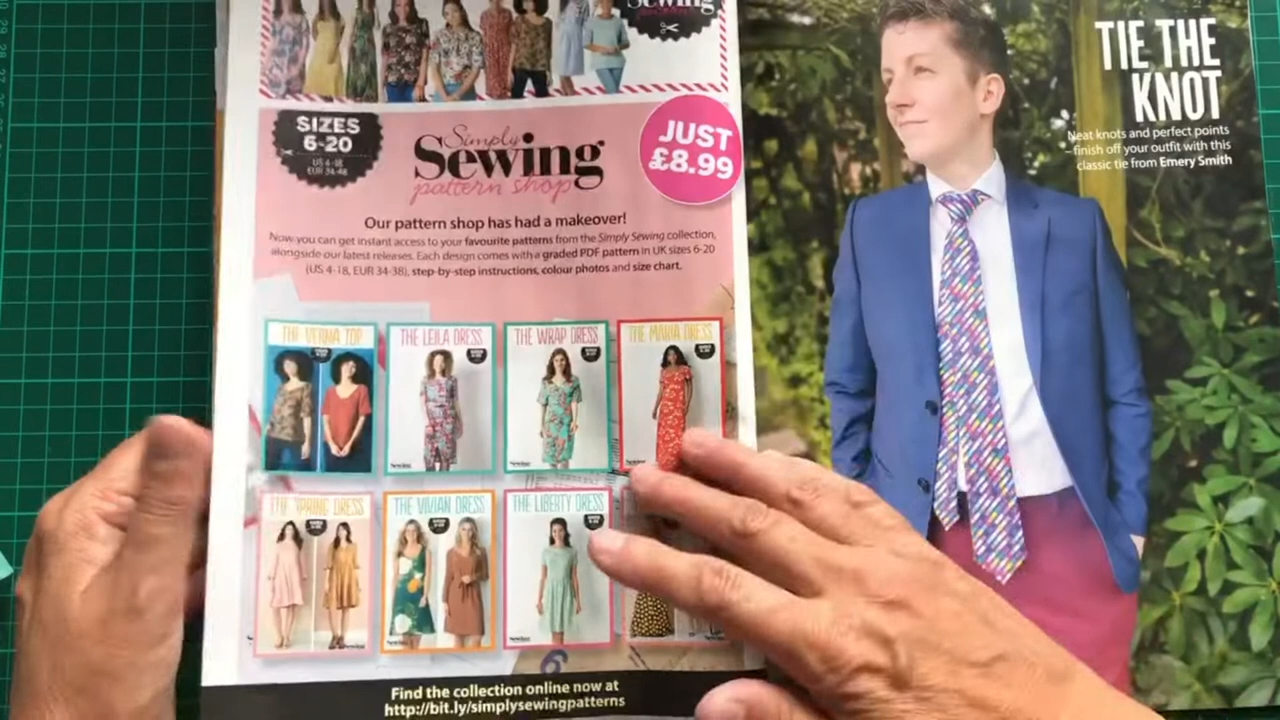 Sewing
SIZES
6-20
US 4-18
EUR 34-48
Simply
Sewing
pattern shop
JUST
£8.99
Our pattern shop has had a makeover!
Now you can get instant access to your favourite patterns from the Simply Sewing collection,
alongside our latest releases. Each design comes with a graded PDF pattern in UK sizes 6-20
(US 4-18, EUR 34-38), step-by-step instructions, colour photos and size chart.
THE VERNA TOP
THE LEILA DRESS
THE WRAP DRESS
THE MARIA DRESS
THE SPRING DRESS
THE VIVIAN DRESS
THE LIBERTY DRESS
6
Find the collection online now at
http://bit.ly/simplysewingpatterns
TIE THE
KNOT
Neat knots and perfect points
– finish off your outfit with this
classic tie from Emery Smith